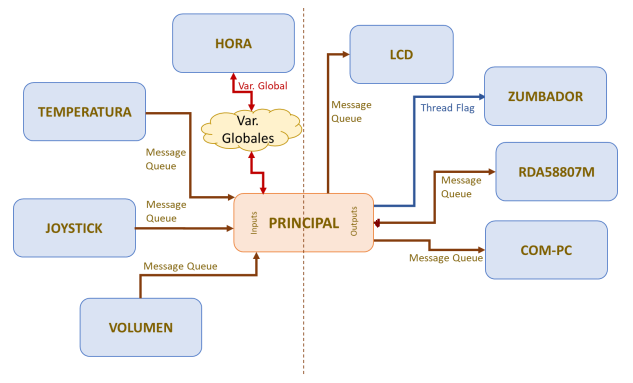 HORA
LCD
Var. Global
TEMPERATURA
Message
Queue
ZUMBADOR
Thread Flag
Var.
Globales
Message
Queue
RDA58807M
Message
Queue
Message
Queue
JOYSTICK
Inputs
PRINCIPAL
Outputs
COM-PC
Message Queue
Message Queue
VOLUMEN